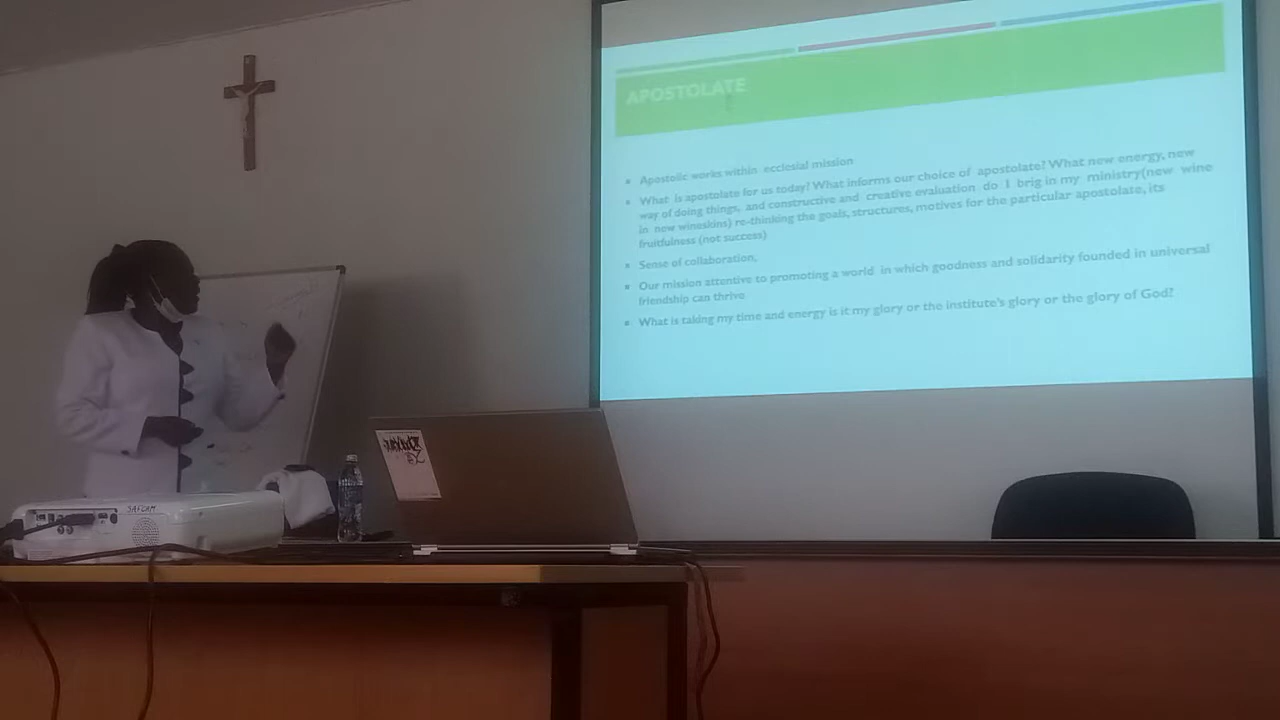 APOSTOLATE
Apostolic works within ecclesial mission
What is apostolate for us today? What informs our choice of apostolate? What new energy, new
way of doing things, and constructive and creative evaluation do I brig in my ministry(new wine
in new wineskins) re-thinking the goals, structures, motives for the particular apostolate, its
fruitfulness (not success)
Sense of collaboration,
Our mission attentive to promoting a world in which goodness and solidarity founded in universal
friendship can thrive
What is taking my time and energy is it my glory or the institute's glory or the glory of God?
SAFCAM